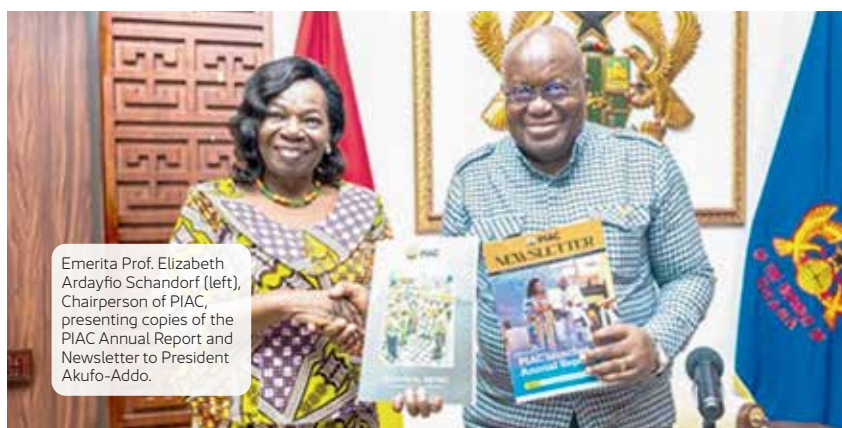 PIAC
NEWSLETTER
Emerita Prof. Elizabeth
Ardayfio Schandorf (left),
Chairperson of PIAC,
presenting copies of the
PIAC Annual Report and
Newsletter to President
Akufo-Addo.
PIAC
Annual Rep